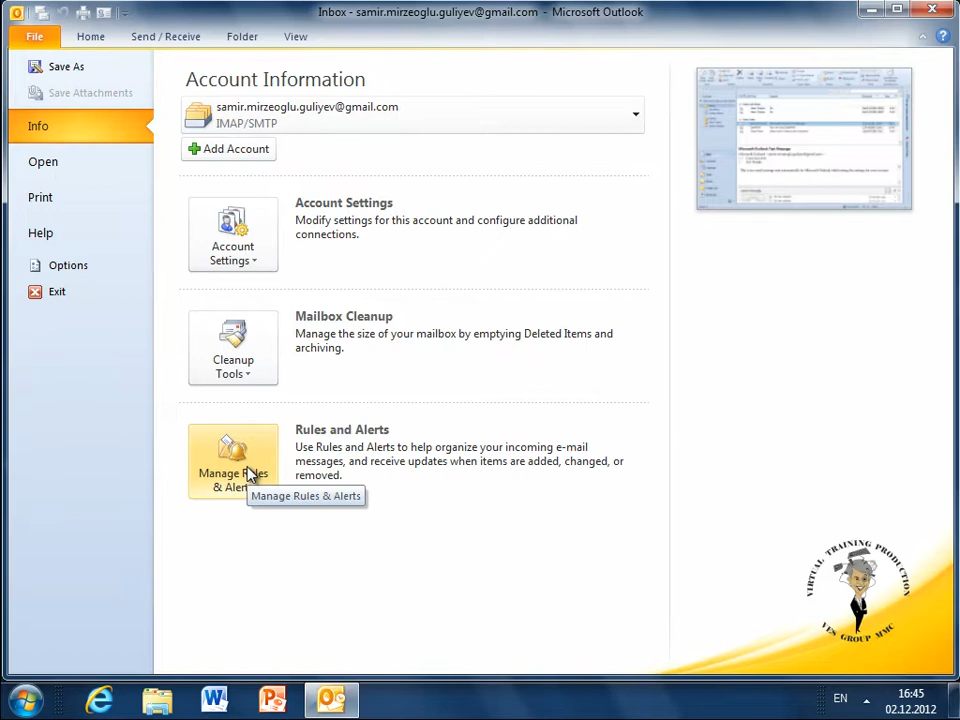 Inbox - samir.mirzeoglu.guliyev@gmail.com - Microsoft Outlook
File Home Send / Receive Folder View
Save As
Save Attachments
Info
Open
Print
Help
Options
Exit
Account Information
samir.mirzeoglu.guliyev@gmail.com
IMAP/SMTP
Add Account
Account
Settings
Account Settings
Modify settings for this account and configure additional
connections.
Cleanup
Tools
Mailbox Cleanup
Manage the size of your mailbox by emptying Deleted Items and
archiving.
Manage Rules
& Alerts
Rules and Alerts
Use Rules and Alerts to help organize your incoming e-mail
messages, and receive updates when items are added, changed, or
removed.
Manage Rules & Alerts
VIRTUAL TRAINING PRODUCTION
YES GROUP MMC
EN
16:45
02.12.2012